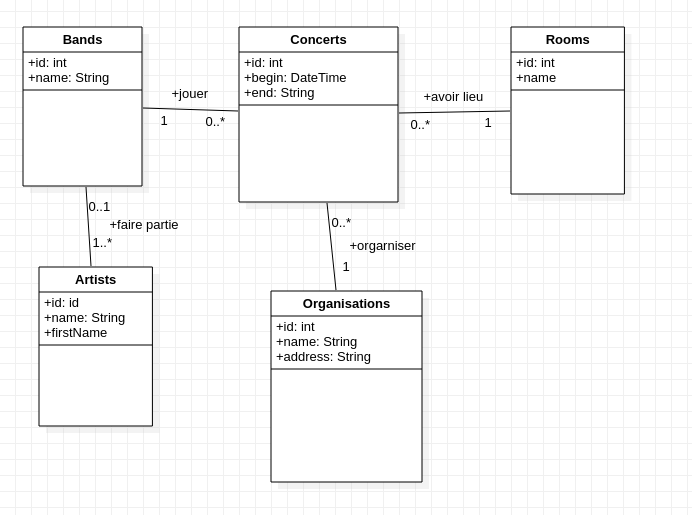 Bands
+id: int
+name: String
+jouer
1
0..*
Concerts
+id: int
+begin: DateTime
+end: String
+avoir lieu
0..*
1
Rooms
+id: int
+name
0..1
+faire partie
1..*
Artists
+id: id
+name: String
+firstName
0..*
+orgarniser
1
Organisations
+id: int
+name: String
+address: String